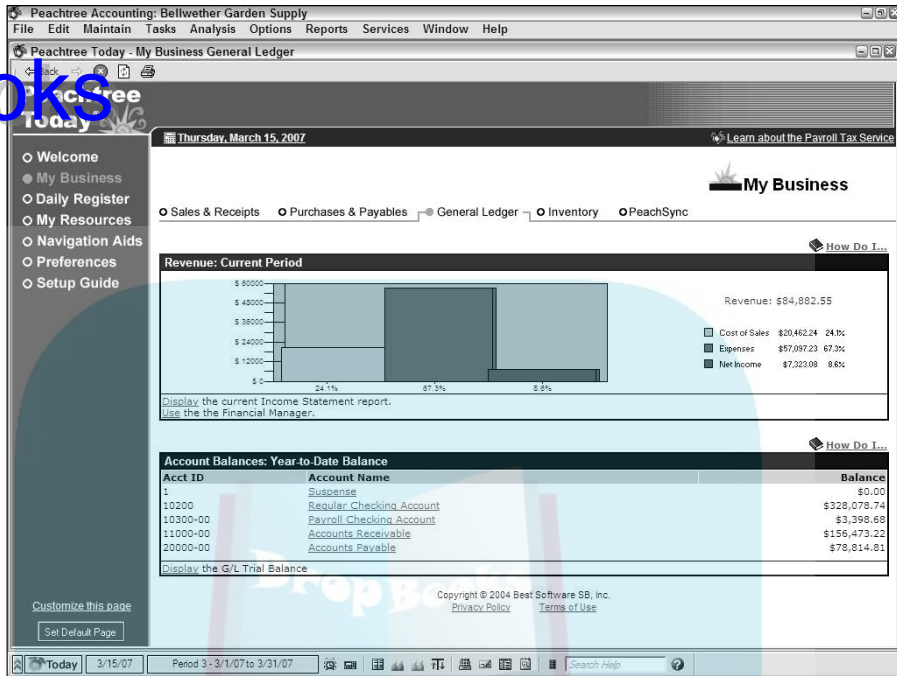 Peachtree Accounting: Bellwether Garden Supply
File Edit Maintain Tasks Analysis Options Reports Services Window Help
Peachtree Today - My Business General Ledger
Back
oks
Peachtree
Today
Thursday, March 15, 2007 Learn about the Payroll Tax Service
Welcome
My Business
Daily Register
My Resources
Navigation Aids
Preferences
Setup Guide
My Business
Sales & Receipts Purchases & Payables General Ledger Inventory PeachSync
How Do I...
Revenue: Current Period
$ 60000
$ 48000
$ 36000
$ 24000
$ 12000
$ 0
24.1% 67.3% 8.6%
Revenue: $84,882.55
Cost of Sales $20,462.24 24.1%
Expenses $57,097.23 67.3%
Net Income $7,323.08 8.6%
Display the current Income Statement report.
Use the the Financial Manager.
How Do I...
Account Balances: Year-to-Date Balance
Acct ID Account Name Balance
1 Suspense $0.00
10200 Regular Checking Account $328,078.74
10300-00 Payroll Checking Account $3,398.68
11000-00 Accounts Receivable $156,473.22
20000-00 Accounts Payable $78,814.81
Display the G/L Trial Balance
DropBooks
Copyright © 2004 Best Software SB, Inc.
Privacy Policy Terms of Use
Customize this page
Set Default Page
Today 3/15/07 Period 3 - 3/1/07 to 3/31/07 Search Help